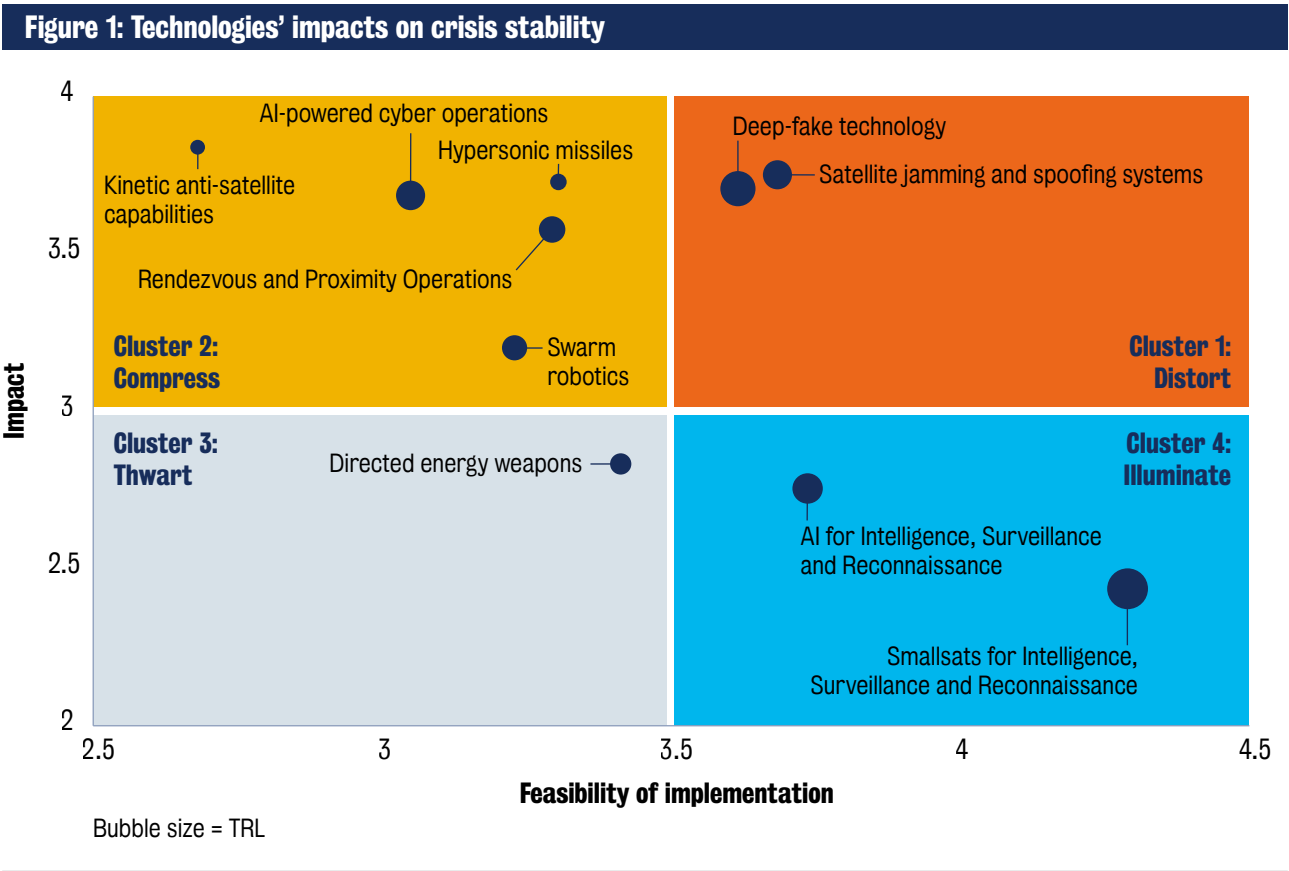 Figure 1: Technologies’ impacts on crisis stability
4
3.5
3
2.5
2
Impact
AI-powered cyber operations
Hypersonic missiles
Kinetic anti-satellite
capabilities
Rendezvous and Proximity Operations
Cluster 2:
Compress
Swarm
robotics
Deep-fake technology
Satellite jamming and spoofing systems
Cluster 1:
Distort
Cluster 3:
Thwart
Directed energy weapons
Cluster 4:
Illuminate
AI for Intelligence, Surveillance
and Reconnaissance
Smallsats for Intelligence,
Surveillance and Reconnaissance
2.5
3
3.5
4
4.5
Feasibility of implementation
Bubble size = TRL